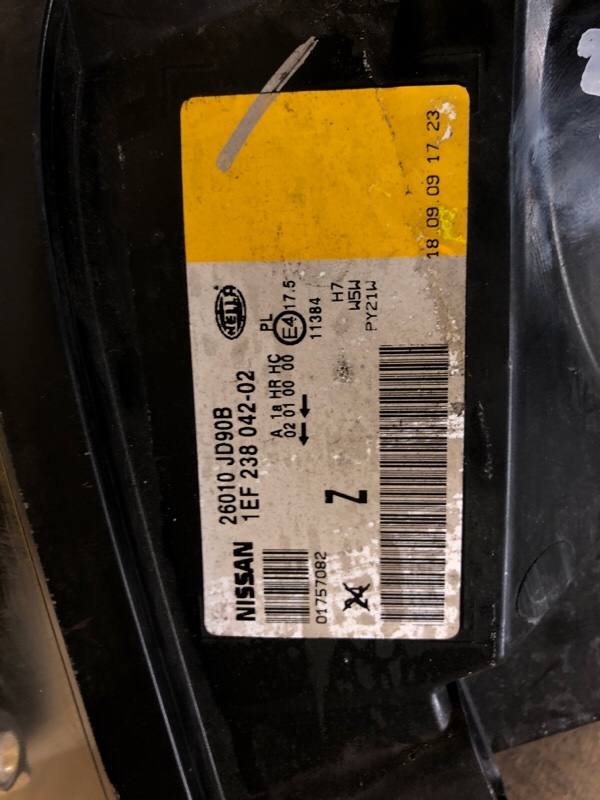 NISSAN 26010 JD90B
1EF 238 042-02
HELLA
A 1a HR HC PL
02 01 00 00 E4 17.5
11384
01757082
Z
H7
W5W
PY21W
24
18 09 09 17 23